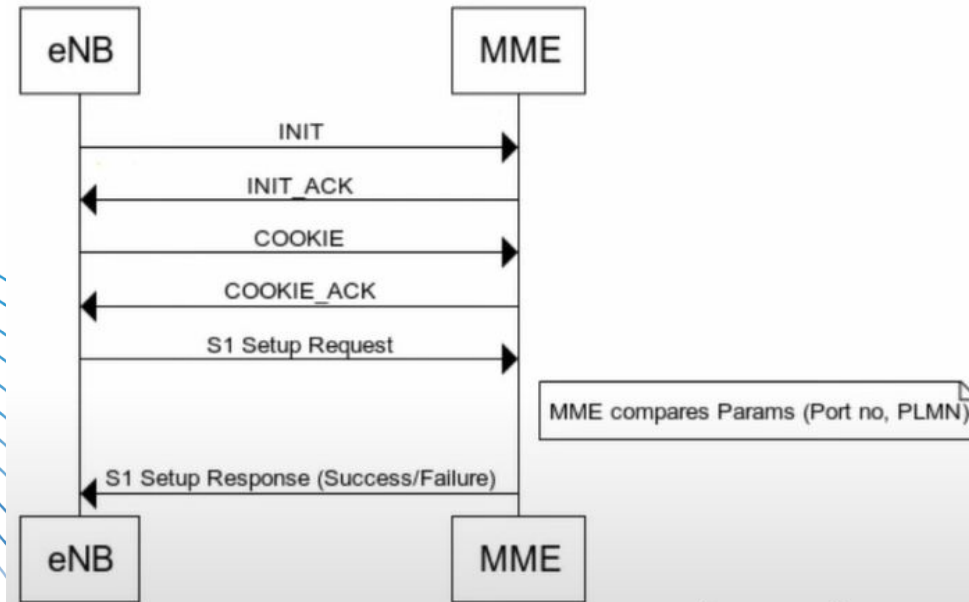 eNB
MME
INIT
INIT_ACK
COOKIE
COOKIE_ACK
S1 Setup Request
MME compares Params (Port no, PLMN)
S1 Setup Response (Success/Failure)
eNB
MME